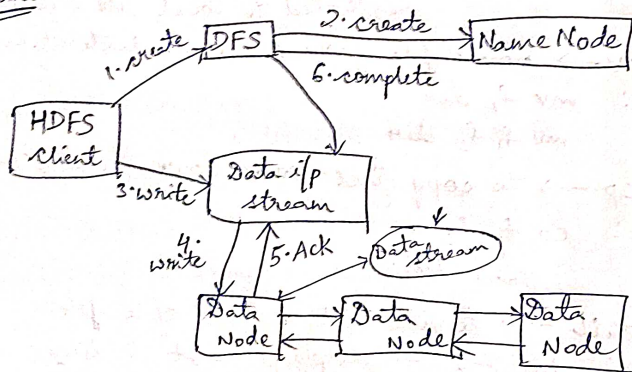 2. create
1. create
DFS
Name Node
6. complete
HDFS
client
Data i/p
stream
3. write
4.
write
5. Ack
Data
stream
Data
Node
Data
Node
Data
Node